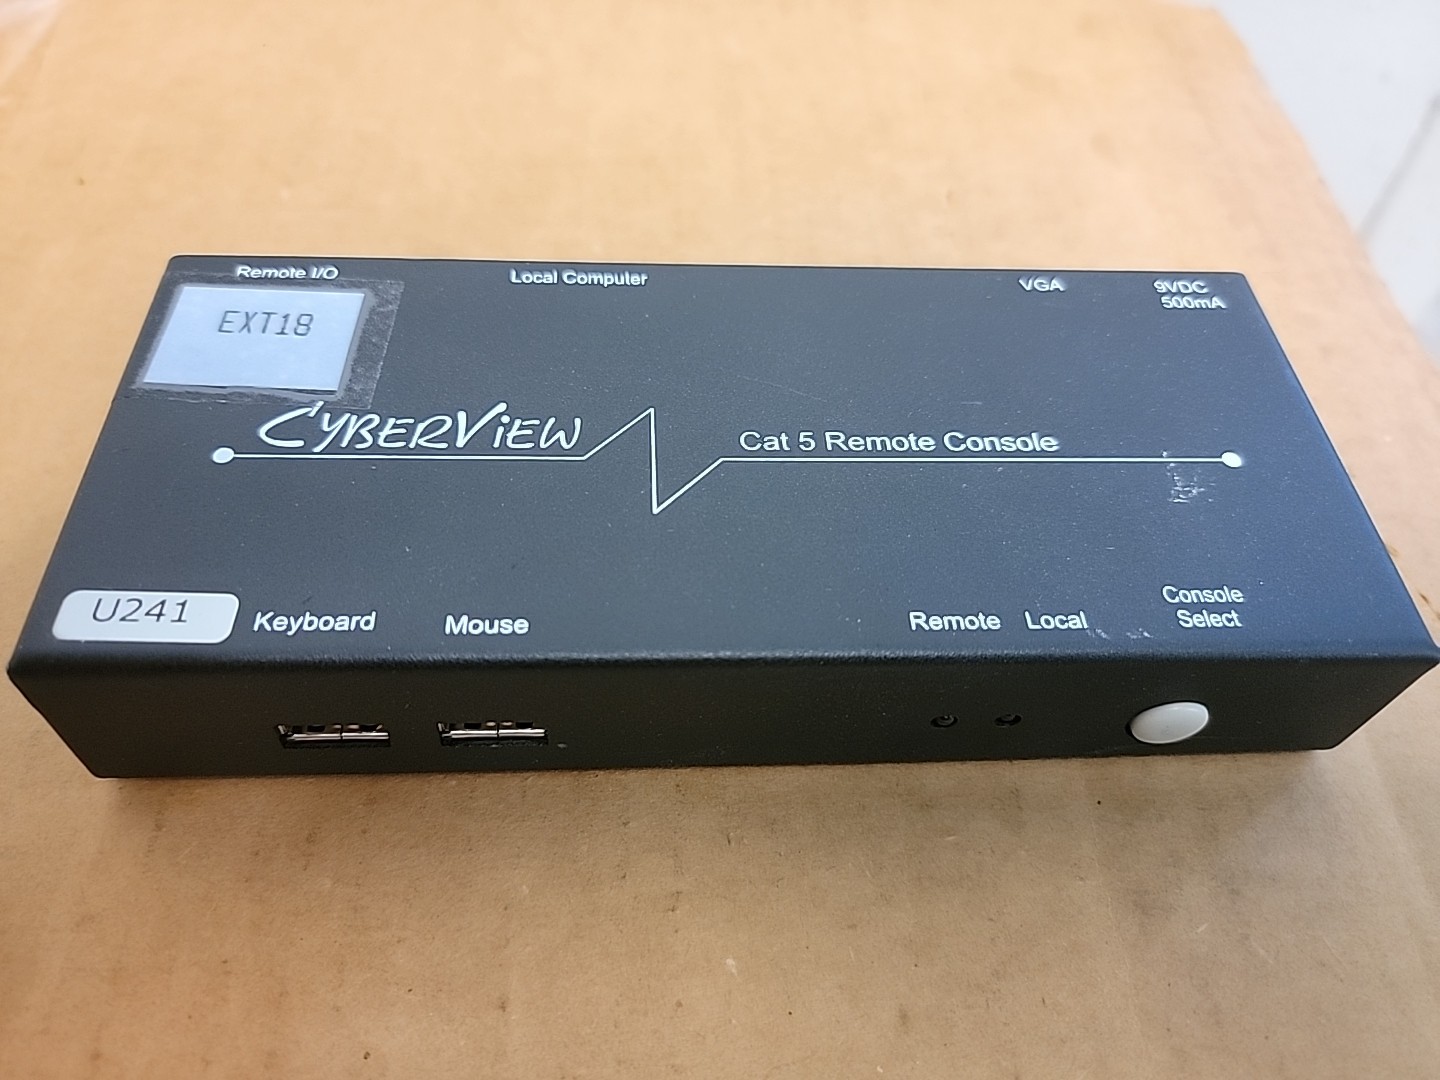 Remote I/O
Local Computer
VGA
9VDC
500mA
EXT18
CYBERVIEW
Cat 5 Remote Console
U241
Keyboard
Mouse
Remote
Local
Console
Select